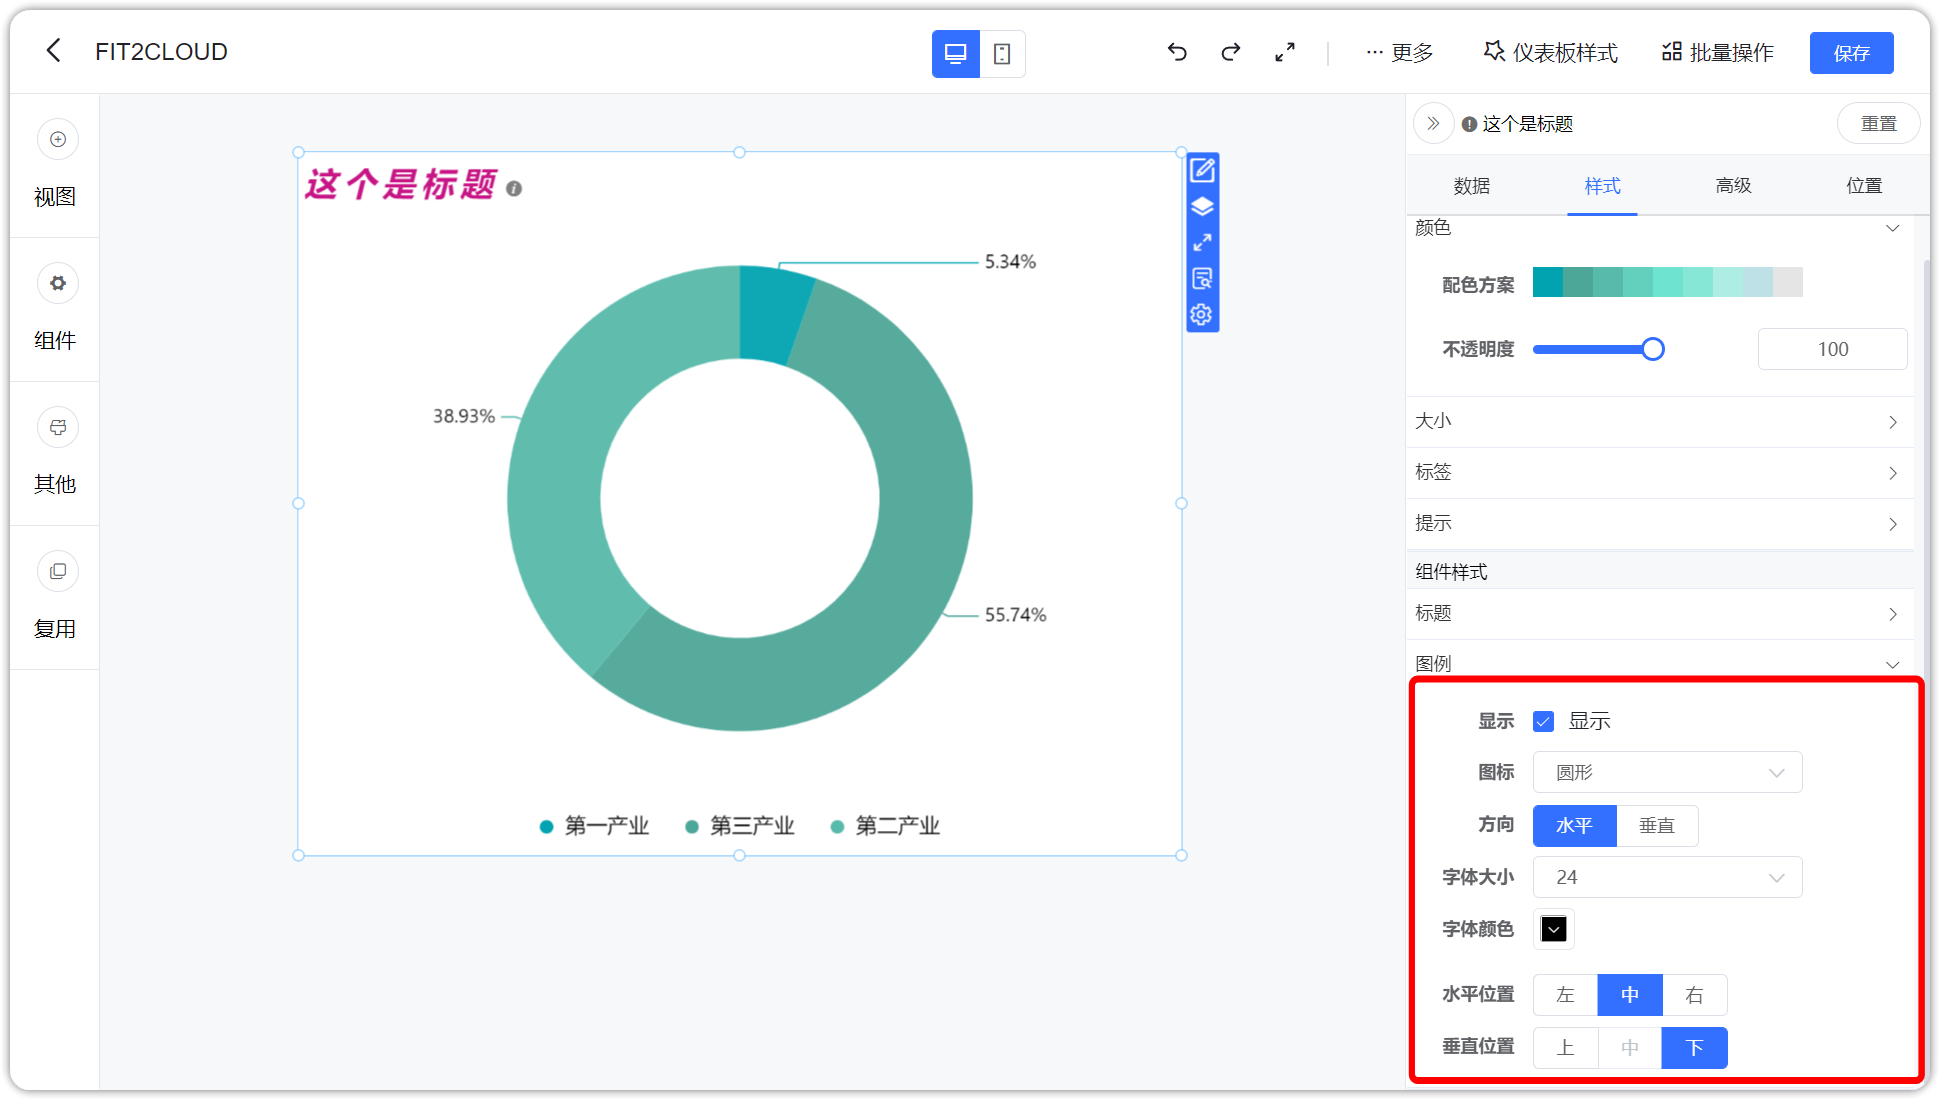 FIT2CLOUD
··· 更多
仪表板样式
批量操作
保存
视图
组件
其他
复用
这个是标题
5.34%
38.93%
55.74%
第一产业 第三产业 第二产业
这个是标题
重置
数据 样式 高级 位置
颜色
配色方案
不透明度 100
大小
标签
提示
组件样式
标题
图例
显示 显示
图标 圆形
方向 水平 垂直
字体大小 24
字体颜色
水平位置 左 中 右
垂直位置 上 中 下